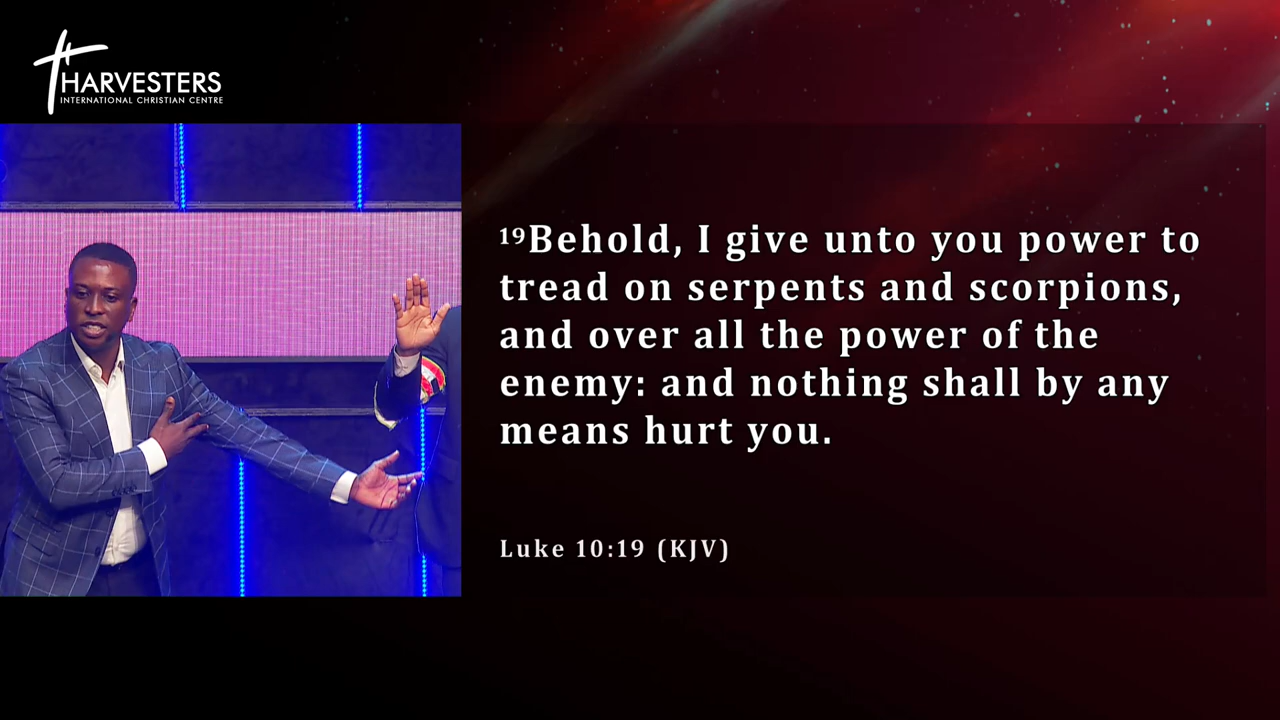 HARVESTERS
INTERNATIONAL CHRISTIAN CENTRE
¹⁹Behold, I give unto you power to
tread on serpents and scorpions,
and over all the power of the
enemy: and nothing shall by any
means hurt you.
Luke 10:19 (KJV)